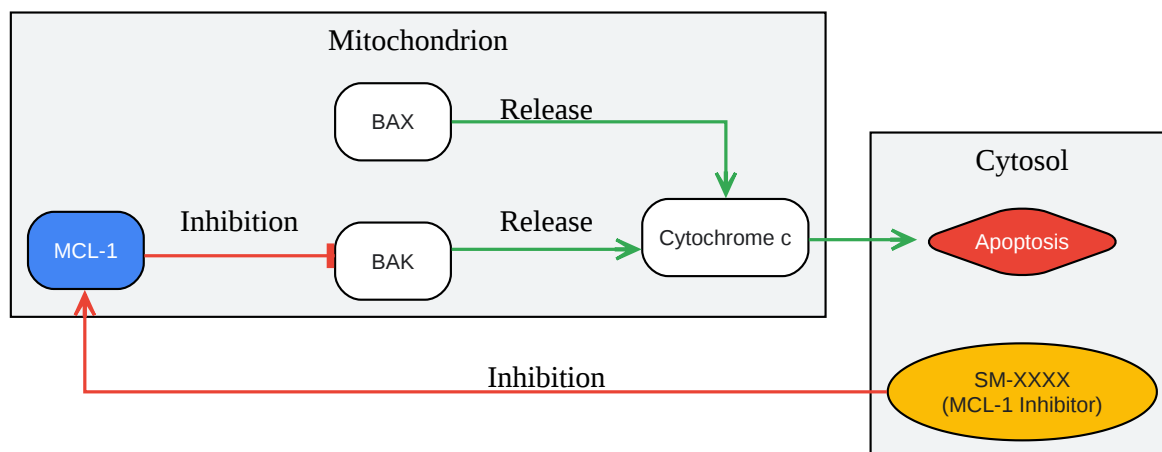 Mitochondrion
BAX
Release
Cytosol
MCL-1
Inhibition
BAK
Release
Cytochrome c
Apoptosis
Inhibition
SM-XXXX
(MCL-1 Inhibitor)